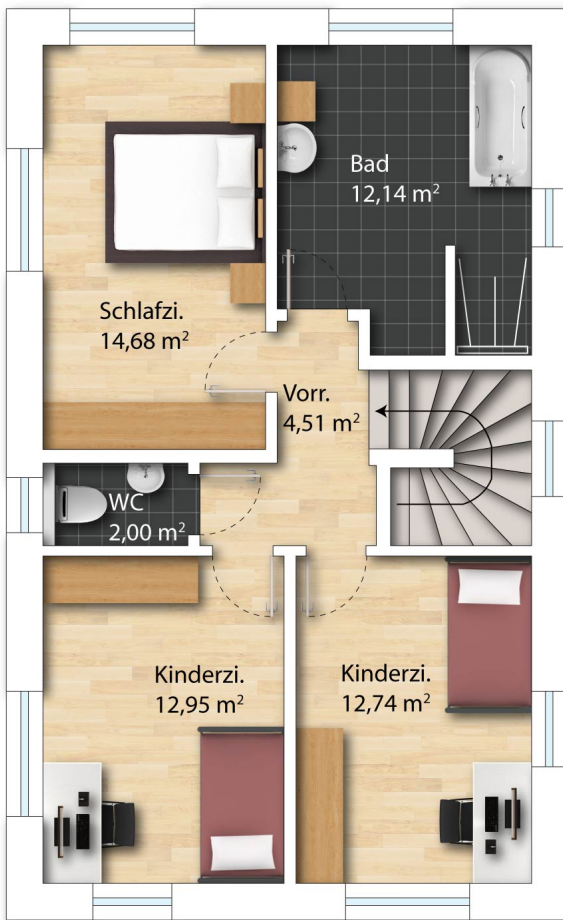 Bad
12,14 m²
Schlafzi.
14,68 m²
Vorr.
4,51 m²
WC
2,00 m²
Kinderzi.
12,95 m²
Kinderzi.
12,74 m²